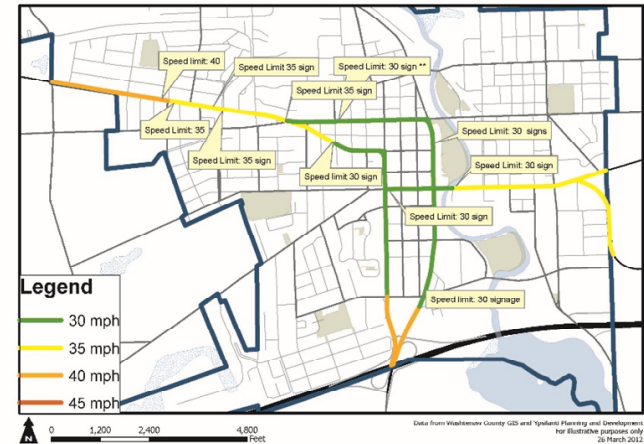 Speed Limit: 40
Speed Limit 35 sign
Speed Limit: 30 sign **
Speed Limit: 35 sign
Speed Limit: 35
Speed Limit: 35 sign
Speed limit 30 sign
Speed Limit: 30 signs
Speed Limit: 30 sign
Speed Limit: 30 sign
Speed limit: 30 signage
Legend
30 mph
35 mph
40 mph
45 mph
N
0 1,200 2,400 4,800
Feet
Data from Washtenaw County GIS and Ypsilanti Planning and Development
For illustrative purposes only
26 March 2012